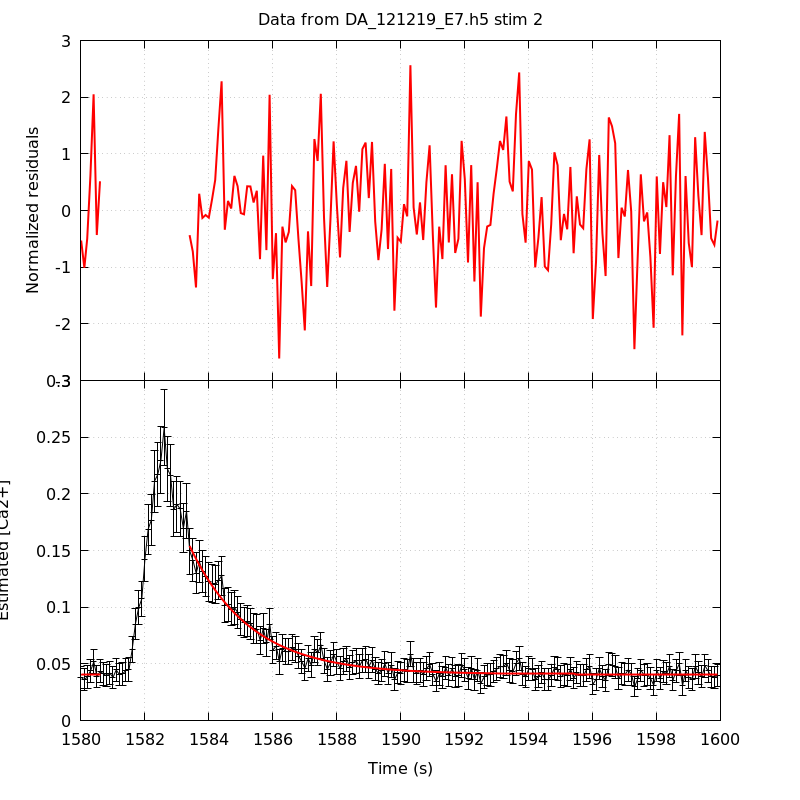 Data from DA_121219_E7.h5 stim 2
Normalized residuals
3
2
1
0
-1
-2
-3
Estimated [Ca2+]
0.3
0.25
0.2
0.15
0.1
0.05
0
1580 1582 1584 1586 1588 1590 1592 1594 1596 1598 1600
Time (s)